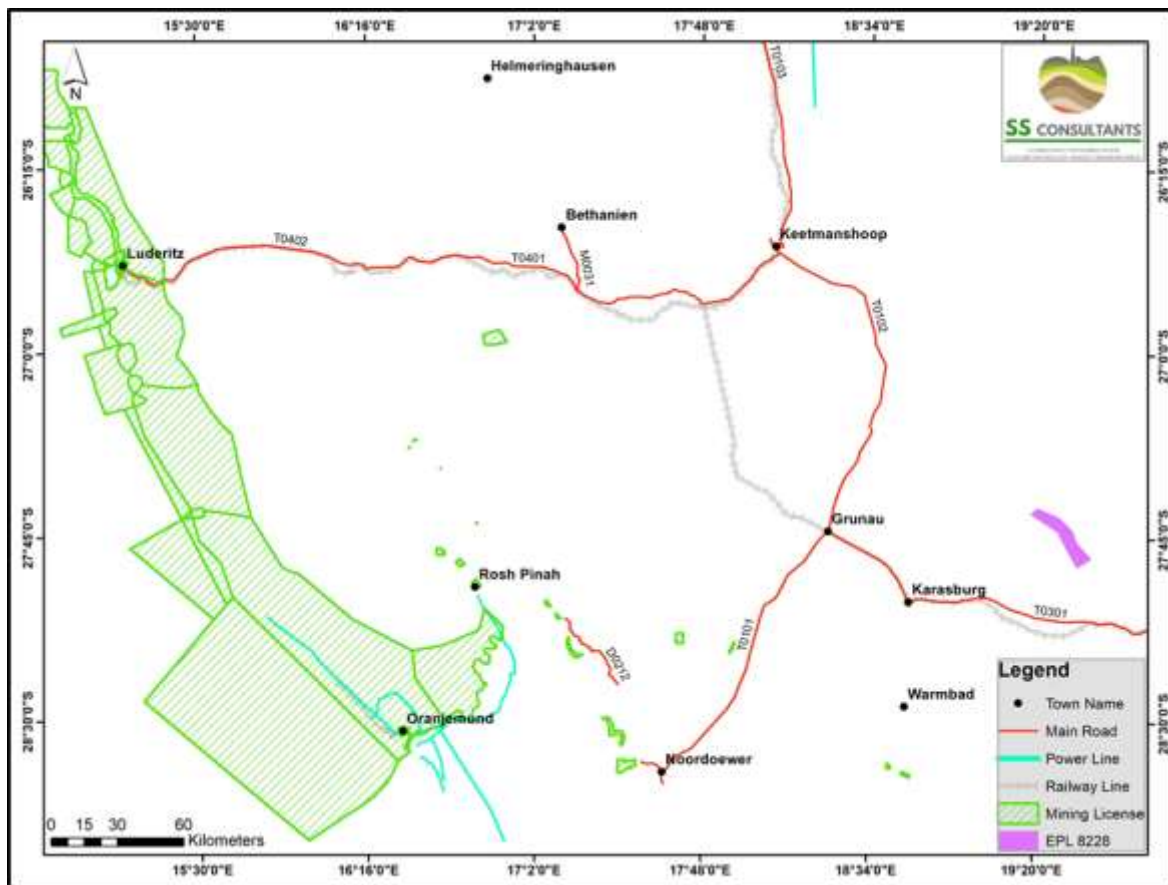 15°30'0"E 16°16'0"E 17°2'0"E 17°48'0"E 18°34'0"E 19°20'0"E
N
Helmeringhausen
T0103
SS CONSULTANTS
26°15'0"S
26°15'0"S
Bethanien
Keetmanshoop
Luderitz
T0402
T0401
M0031
T0102
27°0'0"S
27°0'0"S
Grunau
27°45'0"S
27°45'0"S
Rosh Pinah
Karasburg
T0301
T0101
D0212
Legend
Warmbad
Town Name
28°30'0"S
28°30'0"S
Oranjemund
Main Road
Noordoewer
Power Line
Railway Line
Mining License
EPL 8228
0 15 30 60
Kilometers
15°30'0"E 16°16'0"E 17°2'0"E 17°48'0"E 18°34'0"E 19°20'0"E